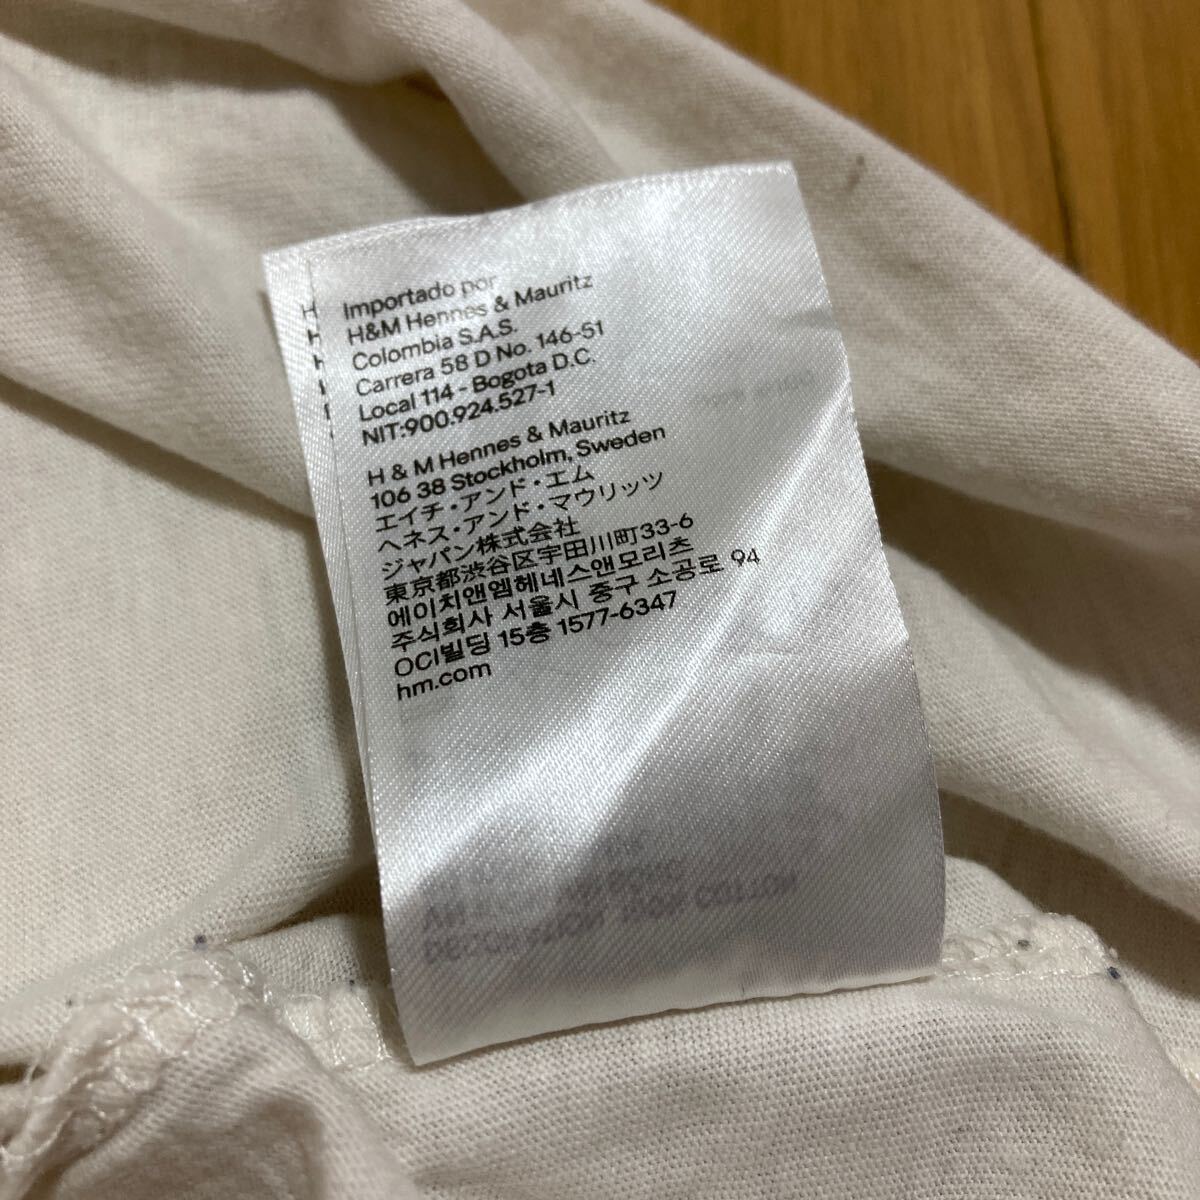 Importado por
H&M Hennes & Mauritz
Colombia S.A.S.
Carrera 58 D No. 146-51
Local 114 - Bogota D.C.
NIT:900.924.527-1
H & M Hennes & Mauritz
106 38 Stockholm, Sweden
エイチ・アンド・エム
ヘネス・アンド・マウリッツ
ジャパン株式会社
東京都渋谷区宇田川町33-6
에이치앤엠헤네스앤모리츠
주식회사 서울시 중구 소공로 94
OCI빌딩 15층 1577-6347
hm.com